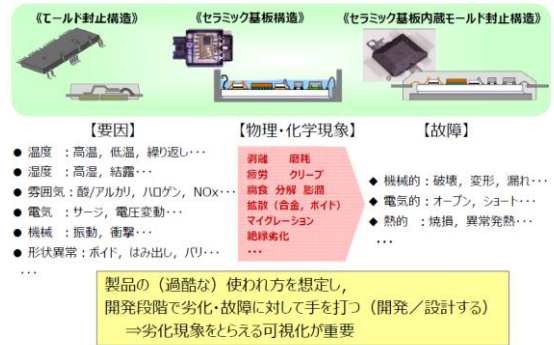 《モールド封止構造》
《セラミック基板構造》
《セラミック基板内蔵モールド封止構造》
【要因】
● 温度 ：高温，低温，繰り返し･･･
● 湿度 ：高湿，結露･･･
● 雰囲気：酸/アルカリ，ハロゲン，NOx･･･
● 電気 ：サージ，電圧変動･･･
● 機械 ：振動，衝撃･･･
● 形状異常：ボイド，はみ出し，バリ･･･
･･･
【物理・化学現象】
剥離 磨耗
疲労 クリープ
腐食 分解 膨潤
拡散（合金，ボイド）
マイグレーション
絶縁劣化
･･･
【故障】
◆ 機械的：破壊，変形，漏れ･･･
◆ 電気的：オープン，ショート･･･
◆ 熱的 ：焼損，異常発熱･･･
･･･
製品の（過酷な）使われ方を想定し，
開発段階で劣化・故障に対して手を打つ（開発／設計する）
⇒劣化現象をとらえる可視化が重要